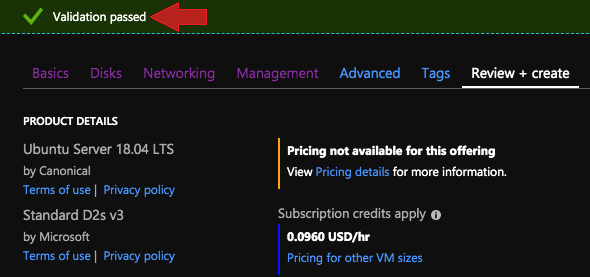 Validation passed
Basics Disks Networking Management Advanced Tags Review + create
PRODUCT DETAILS
Ubuntu Server 18.04 LTS
by Canonical
Terms of use | Privacy policy
Pricing not available for this offering
View Pricing details for more information.
Standard D2s v3
by Microsoft
Terms of use | Privacy policy
Subscription credits apply
0.0960 USD/hr
Pricing for other VM sizes